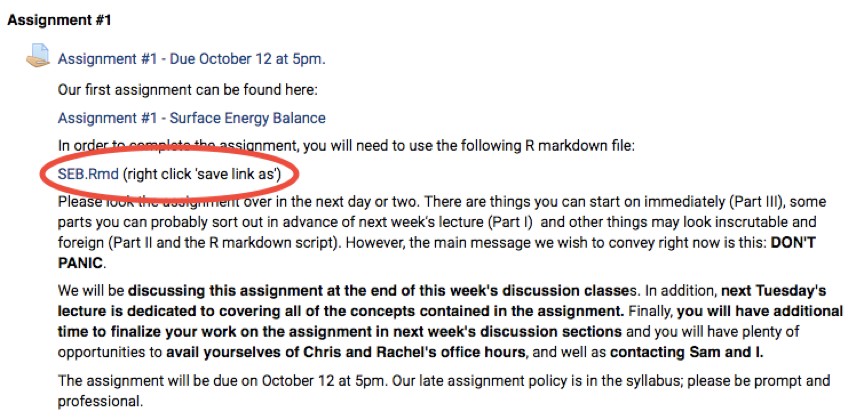 Assignment #1
Assignment #1 - Due October 12 at 5pm.
Our first assignment can be found here:
Assignment #1 - Surface Energy Balance
In order to complete the assignment, you will need to use the following R markdown file:
SEB.Rmd (right click 'save link as')
Please look the assignment over in the next day or two. There are things you can start on immediately (Part III), some
parts you can probably sort out in advance of next week's lecture (Part I) and other things may look inscrutable and
foreign (Part II and the R markdown script). However, the main message we wish to convey right now is this: DON'T
PANIC.
We will be discussing this assignment at the end of this week's discussion classes. In addition, next Tuesday's
lecture is dedicated to covering all of the concepts contained in the assignment. Finally, you will have additional
time to finalize your work on the assignment in next week's discussion sections and you will have plenty of
opportunities to avail yourselves of Chris and Rachel's office hours, and well as contacting Sam and I.
The assignment will be due on October 12 at 5pm. Our late assignment policy is in the syllabus; please be prompt and
professional.